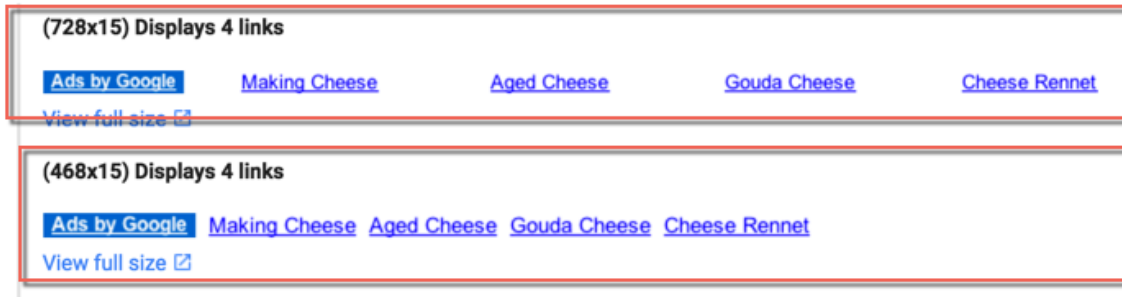 (728x15) Displays 4 links
Ads by Google Making Cheese Aged Cheese Gouda Cheese Cheese Rennet
View full size
(468x15) Displays 4 links
Ads by Google Making Cheese Aged Cheese Gouda Cheese Cheese Rennet
View full size